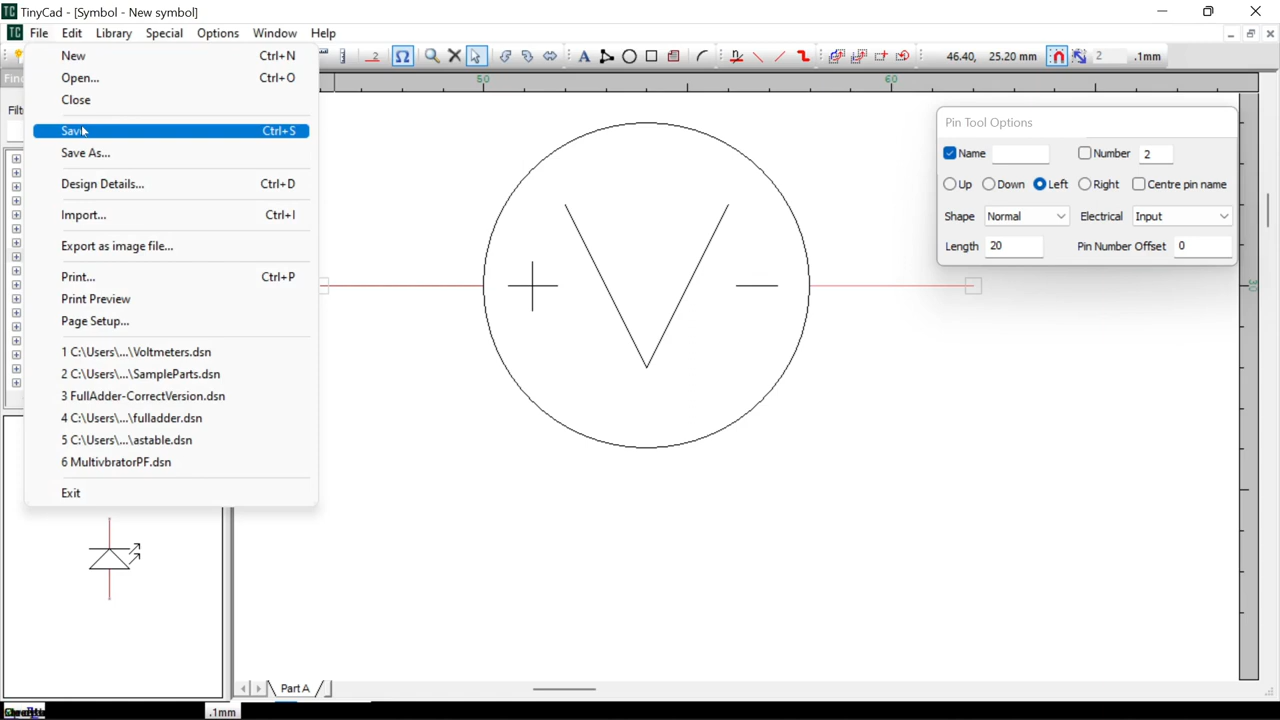 TinyCad - [Symbol - New symbol]
File Edit Library Special Options Window Help
46.40, 25.20 mm 2 .1mm
New Ctrl+N
Open... Ctrl+O
Close
Save Ctrl+S
Save As...
Design Details... Ctrl+D
Import... Ctrl+I
Export as image file...
Print... Ctrl+P
Print Preview
Page Setup...
1 C:\Users\...\Voltmeters.dsn
2 C:\Users\...\SampleParts.dsn
3 FullAdder-CorrectVersion.dsn
4 C:\Users\...\fulladder.dsn
5 C:\Users\...\astable.dsn
6 MultivbratorPF.dsn
Exit
50 60
30
Pin Tool Options
Name Number 2
Up Down Left Right Centre pin name
Shape Normal Electrical Input
Length 20 Pin Number Offset 0
Part A
.1mm